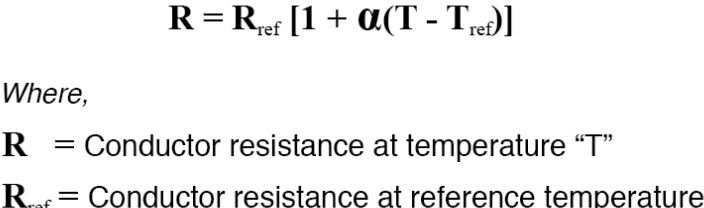 R = Rref [1 + α(T - Tref)]
Where,
R = Conductor resistance at temperature “T”
Rref = Conductor resistance at reference temperature